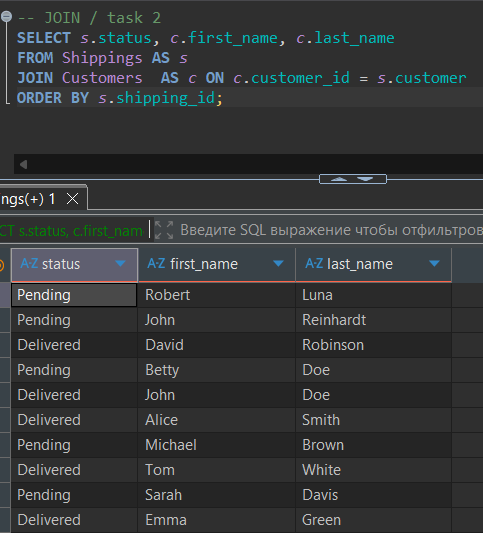 -- JOIN / task 2
SELECT s.status, c.first_name, c.last_name
FROM Shippings AS s
JOIN Customers  AS c ON c.customer_id = s.customer
ORDER BY s.shipping_id;
ngs(+) 1
CT s.status, c.first_nam Введите SQL выражение чтобы отфильтров
A-Z status A-Z first_name A-Z last_name
Pending Robert Luna
Pending John Reinhardt
Delivered David Robinson
Pending Betty Doe
Delivered John Doe
Delivered Alice Smith
Pending Michael Brown
Delivered Tom White
Pending Sarah Davis
Delivered Emma Green